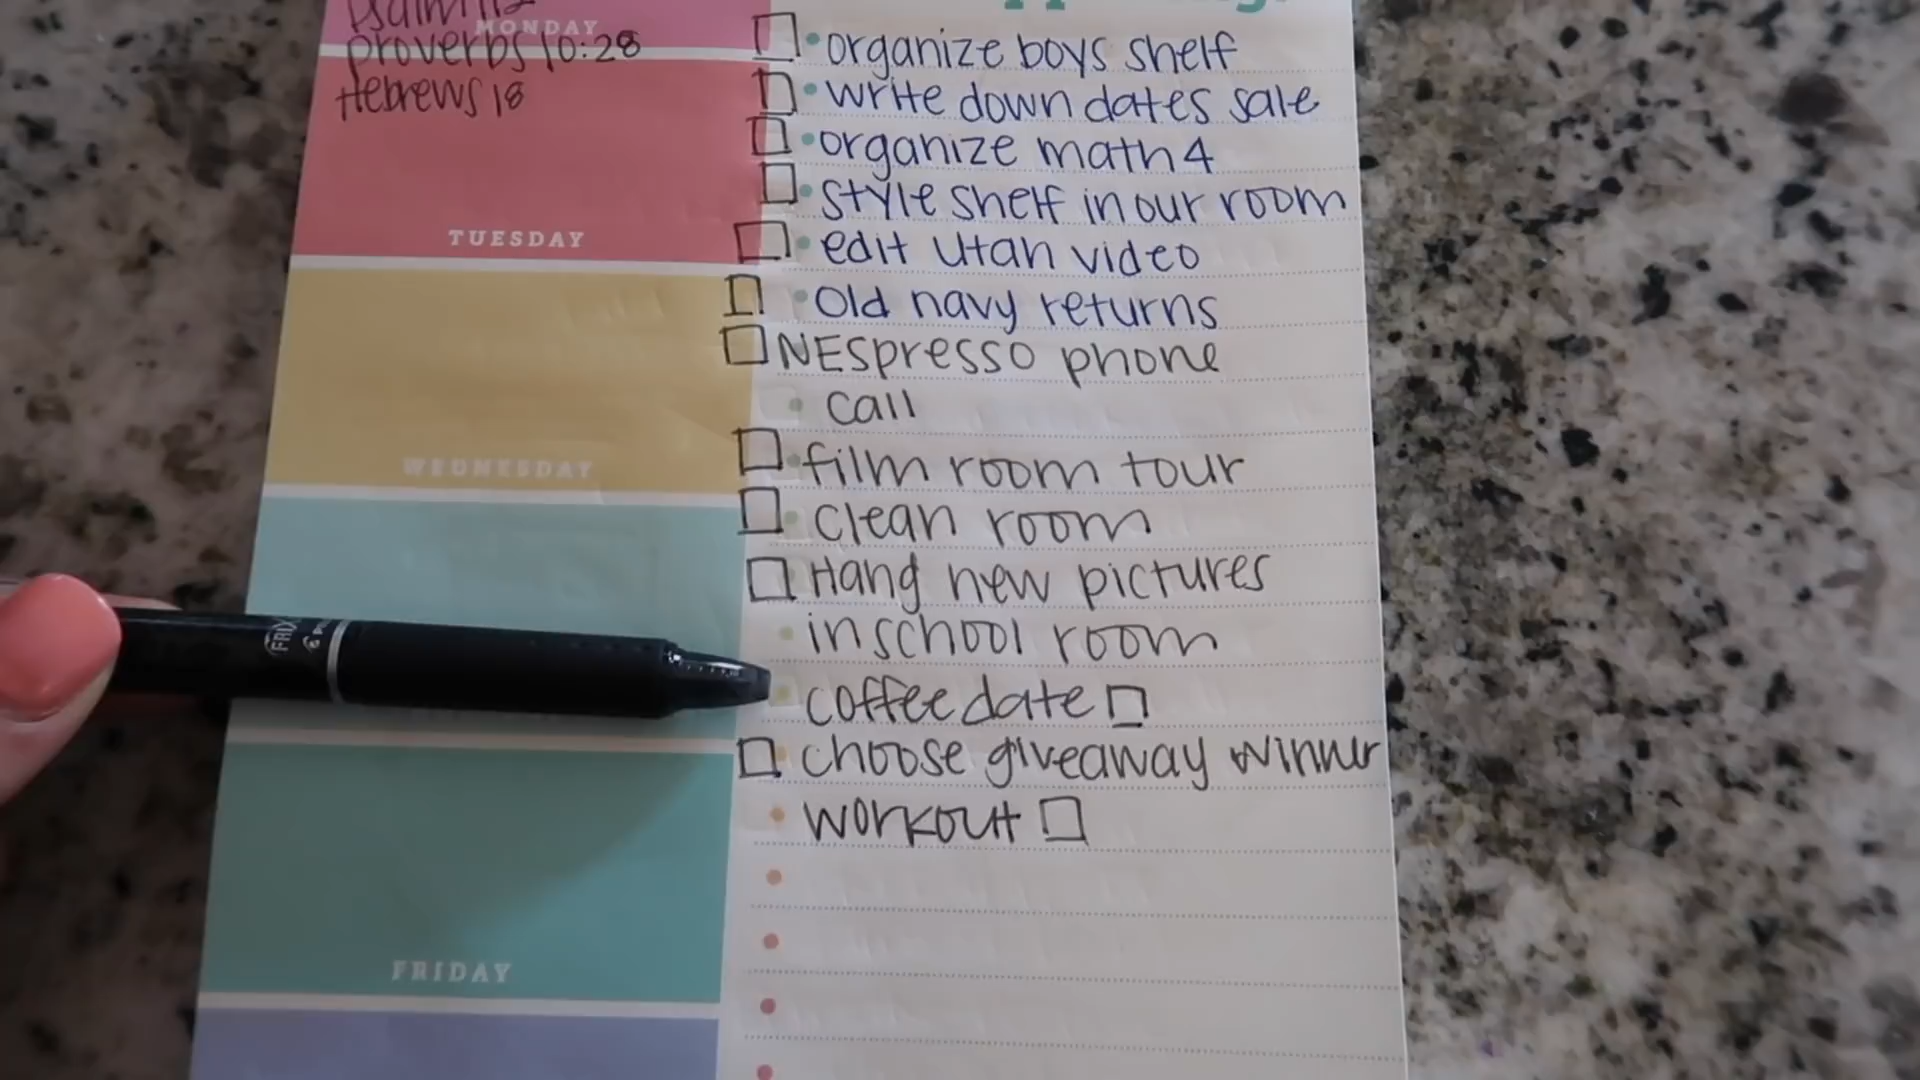 MONDAY
proverbs 10:28
Hebrews 18
TUESDAY
WEDNESDAY
FRIDAY
organize boys shelf
write down dates sale
organize math 4
style shelf in our room
edit Utah video
Old navy returns
NESpresso phone
call
film room tour
clean room
Hang new pictures
in school room
coffee date
choose giveaway winner
workout
FRIX